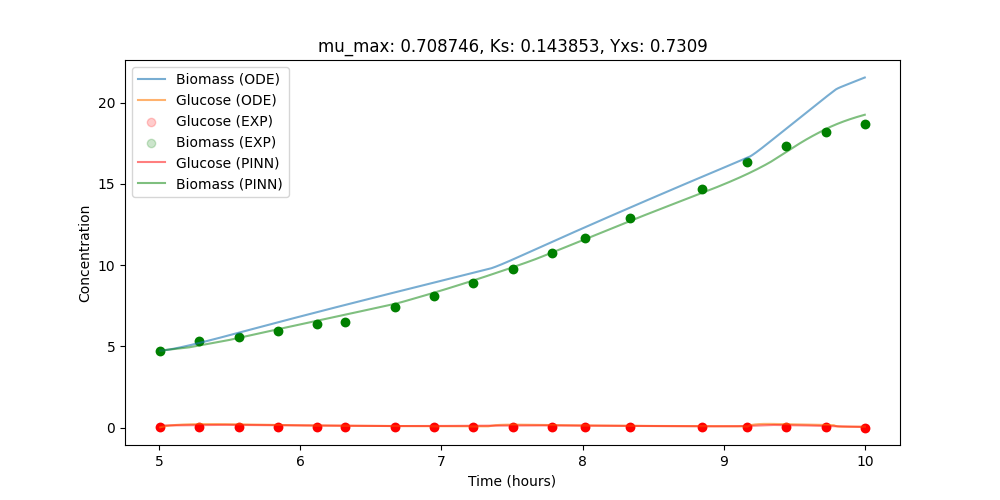 mu_max: 0.708746, Ks: 0.143853, Yxs: 0.7309
Biomass (ODE)
Glucose (ODE)
Glucose (EXP)
Biomass (EXP)
Glucose (PINN)
Biomass (PINN)
Concentration
20
15
10
5
0
5
6
7
8
9
10
Time (hours)